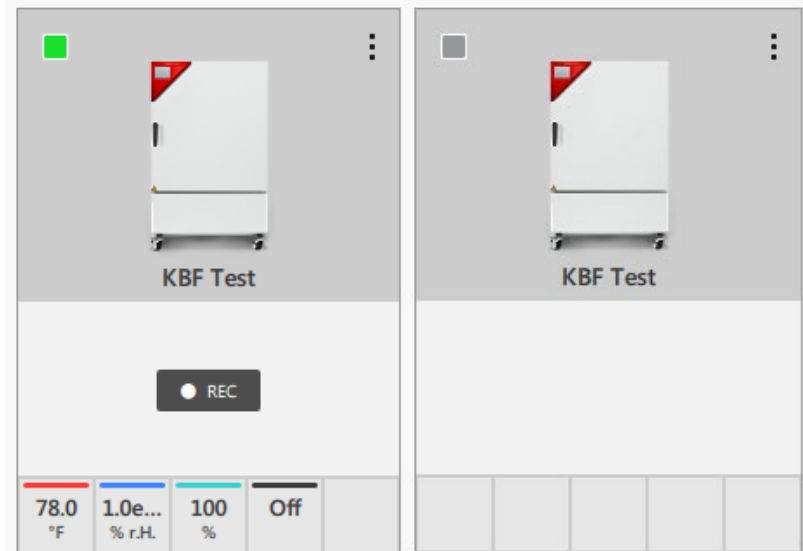 KBF Test
KBF Test
REC
78.0 1.0e... 100 Off
°F % r.H. %